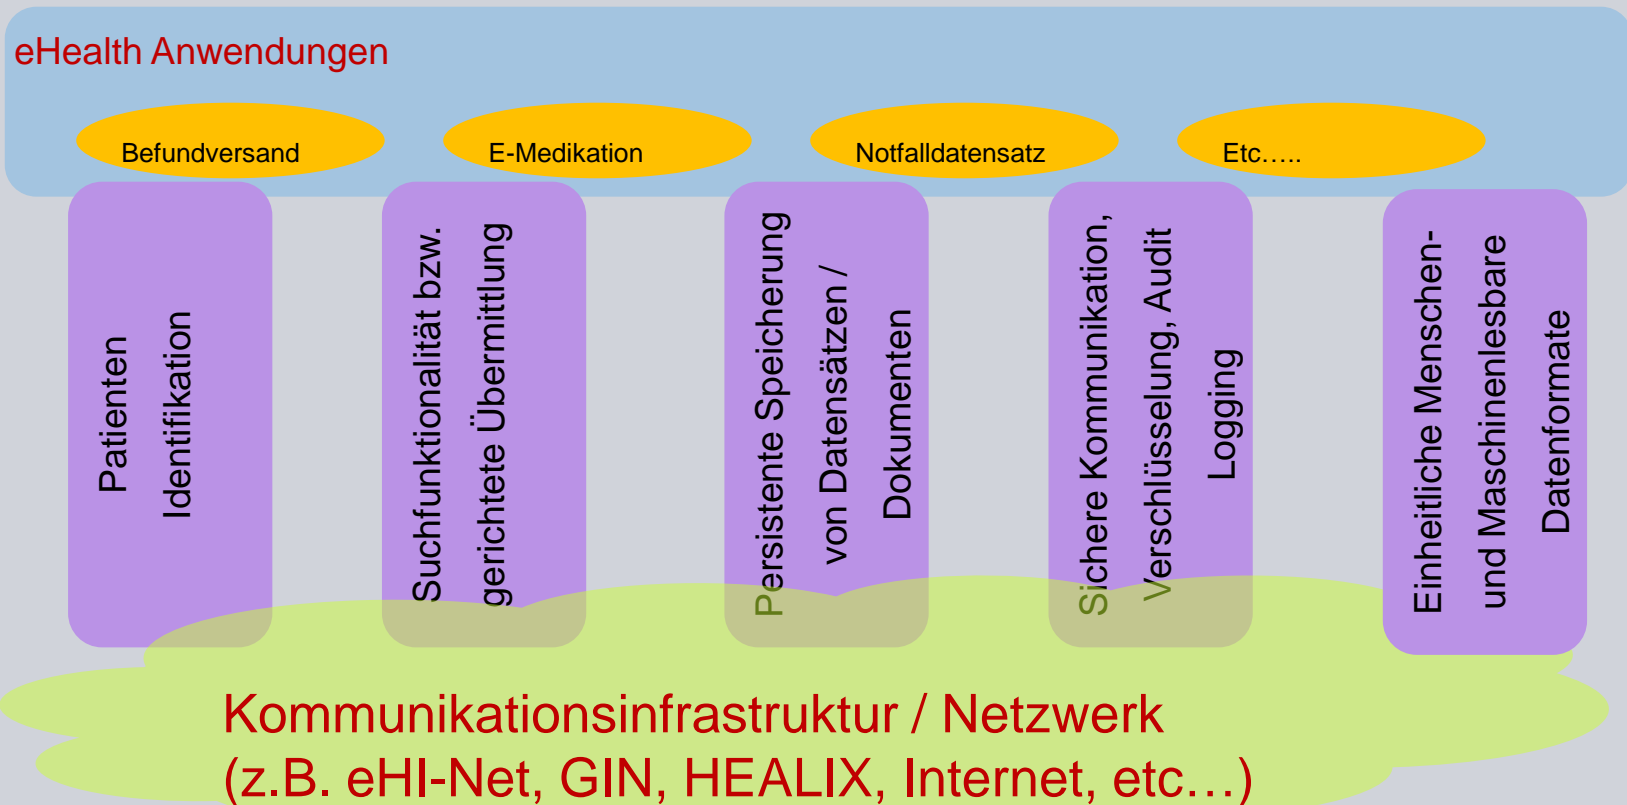 eHealth Anwendungen
Befundversand
E-Medikation
Notfalldatensatz
Etc…..
Patienten
Identifikation
Suchfunktionalität bzw.
gerichtete Übermittlung
Persistente Speicherung
von Datensätzen /
Dokumenten
Sichere Kommunikation,
Verschlüsselung, Audit
Logging
Einheitliche Menschen-
und Maschinenlesbare
Datenformate
Kommunikationsinfrastruktur / Netzwerk
(z.B. eHI-Net, GIN, HEALIX, Internet, etc…)